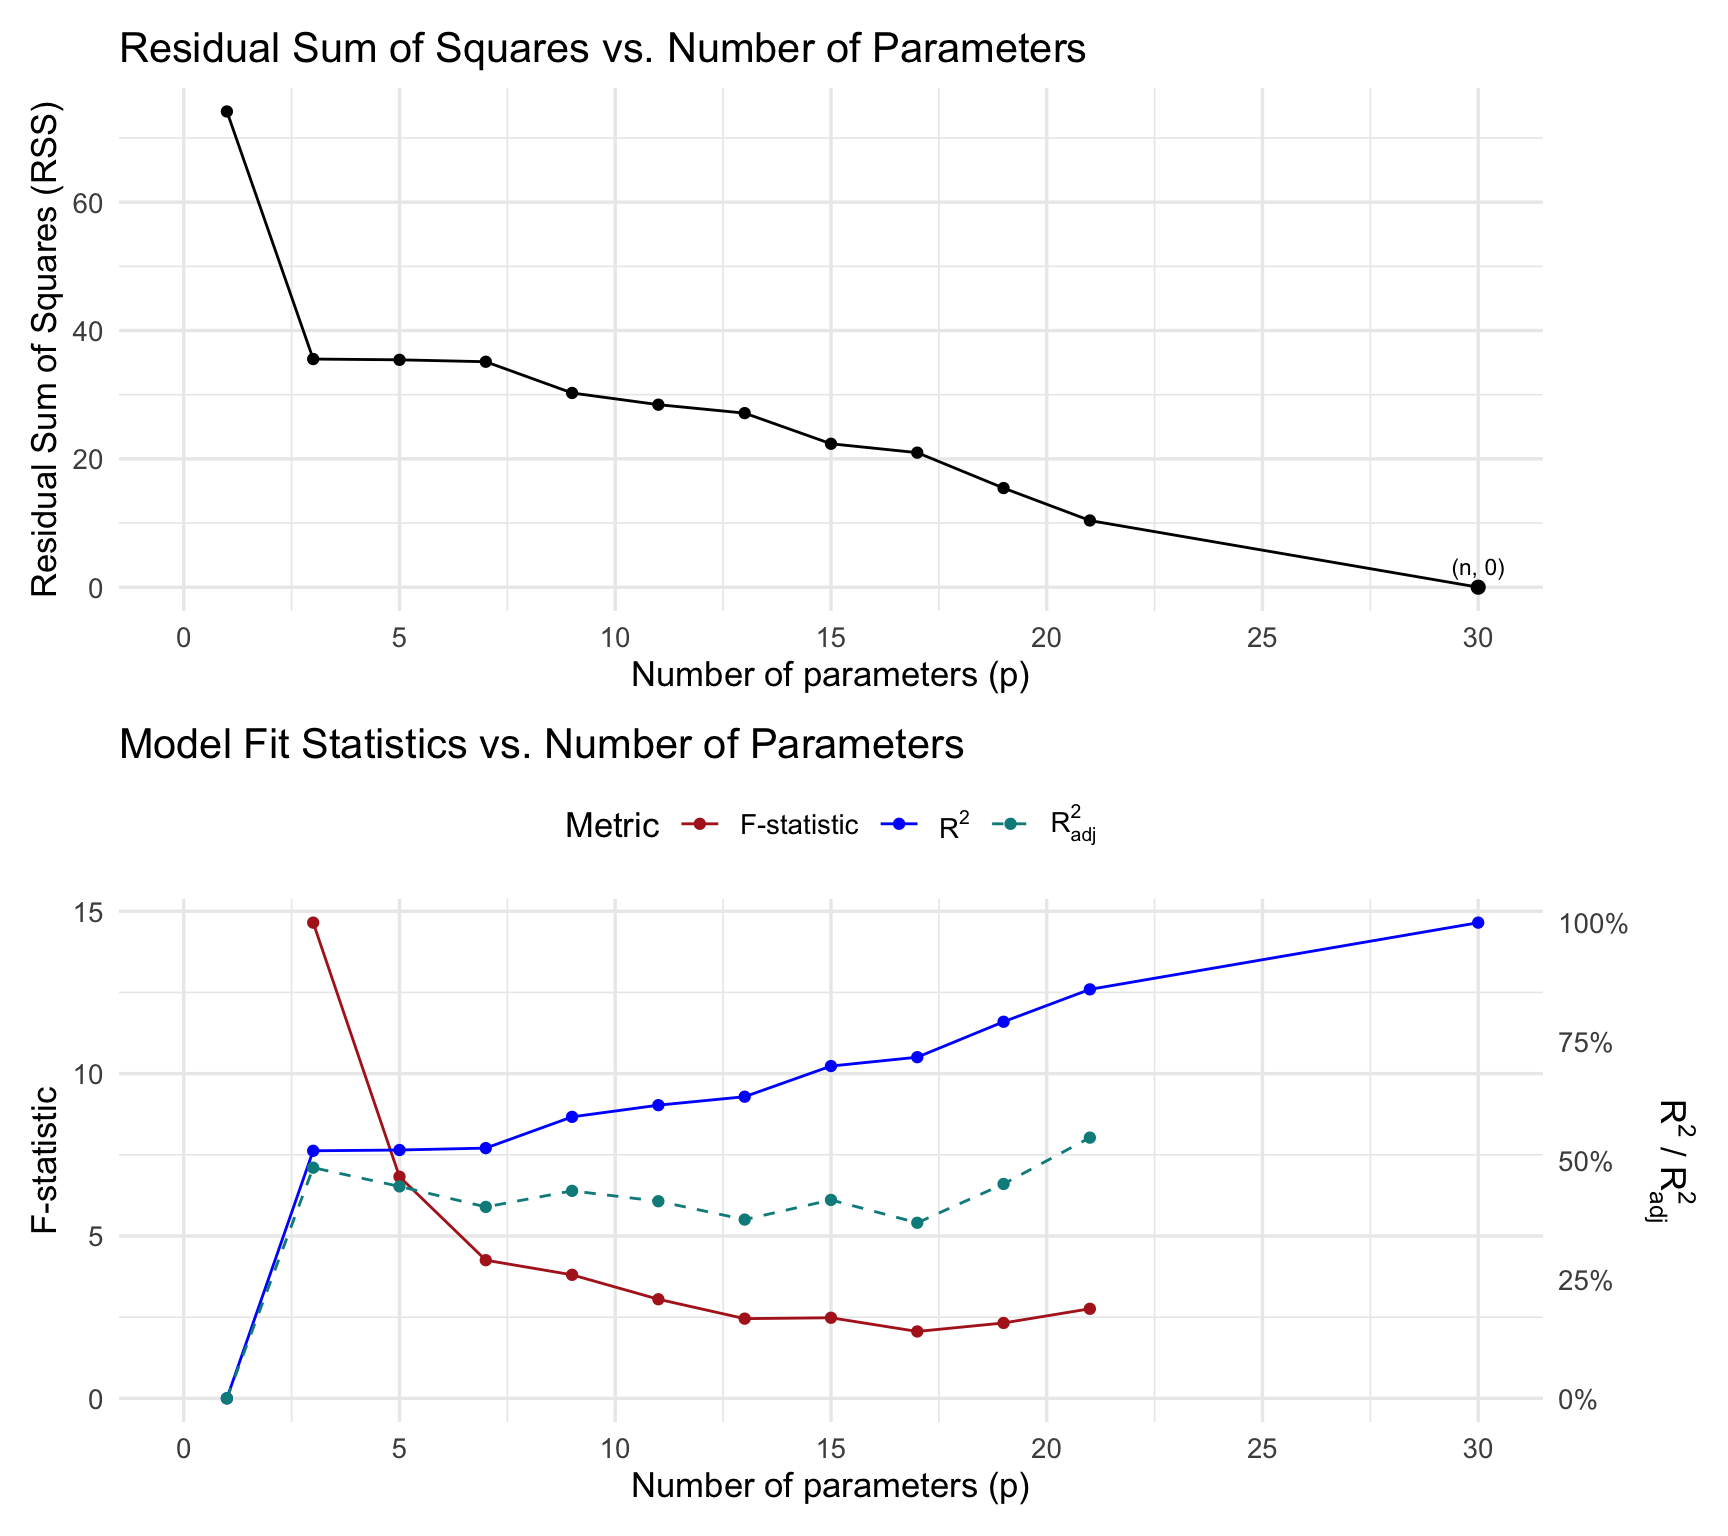 Residual Sum of Squares vs. Number of Parameters
Residual Sum of Squares (RSS)
60
40
20
0
(n, 0)
0 5 10 15 20 25 30
Number of parameters (p)
Model Fit Statistics vs. Number of Parameters
Metric F-statistic R² R²adj
F-statistic
15
10
5
0
100%
75%
50%
25%
0%
R² / R²adj
0 5 10 15 20 25 30
Number of parameters (p)